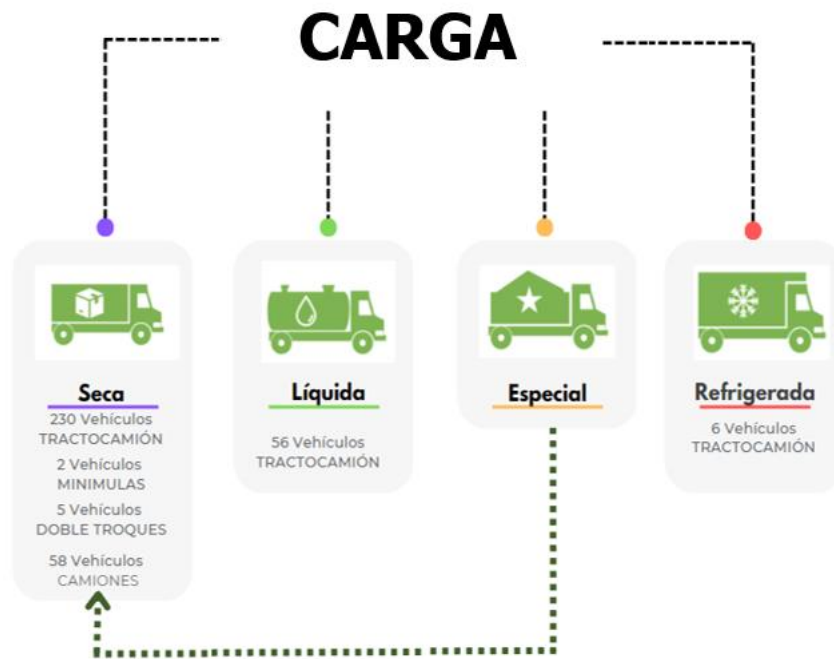 CARGA
Seca
230 Vehículos
TRACTOCAMIÓN
2 Vehículos
MINIMULAS
5 Vehículos
DOBLE TROQUES
58 Vehículos
CAMIONES
Líquida
56 Vehículos
TRACTOCAMIÓN
Especial
Refrigerada
6 Vehículos
TRACTOCAMIÓN